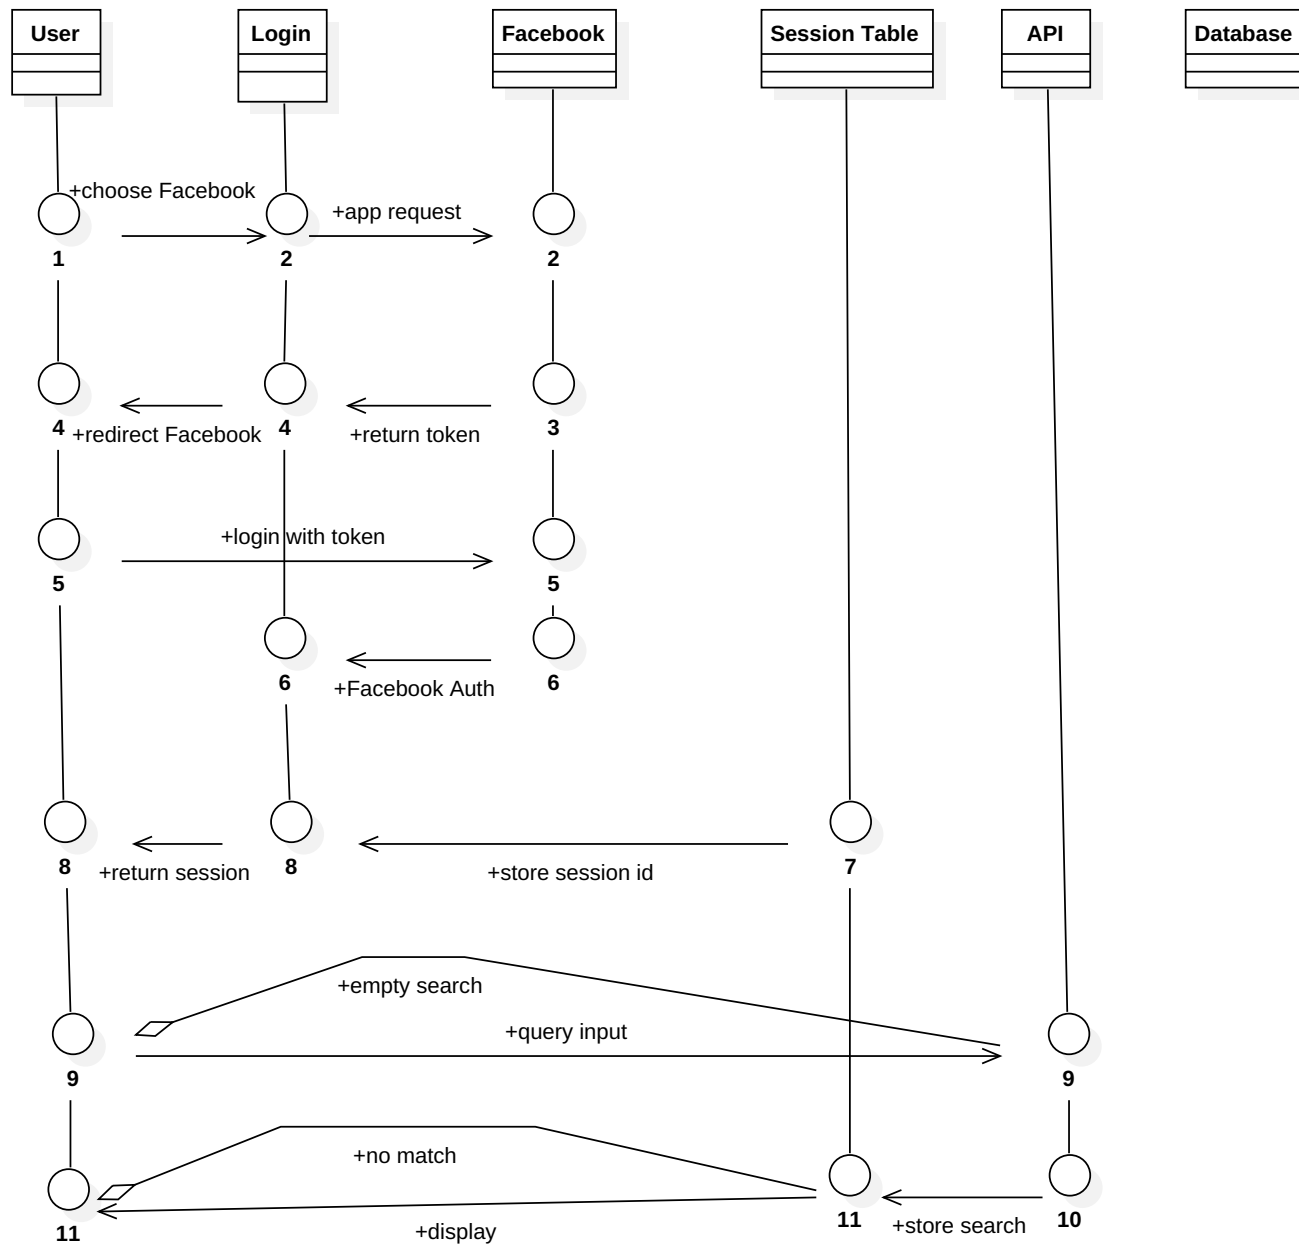 User
Login
Facebook
Session Table
API
Database
+choose Facebook
+app request
1
2
2
4
+redirect Facebook
4
+return token
3
+login with token
5
5
6
+Facebook Auth
6
8
+return session
8
+store session id
7
+empty search
+query input
9
9
+no match
11
+display
11
+store search
10